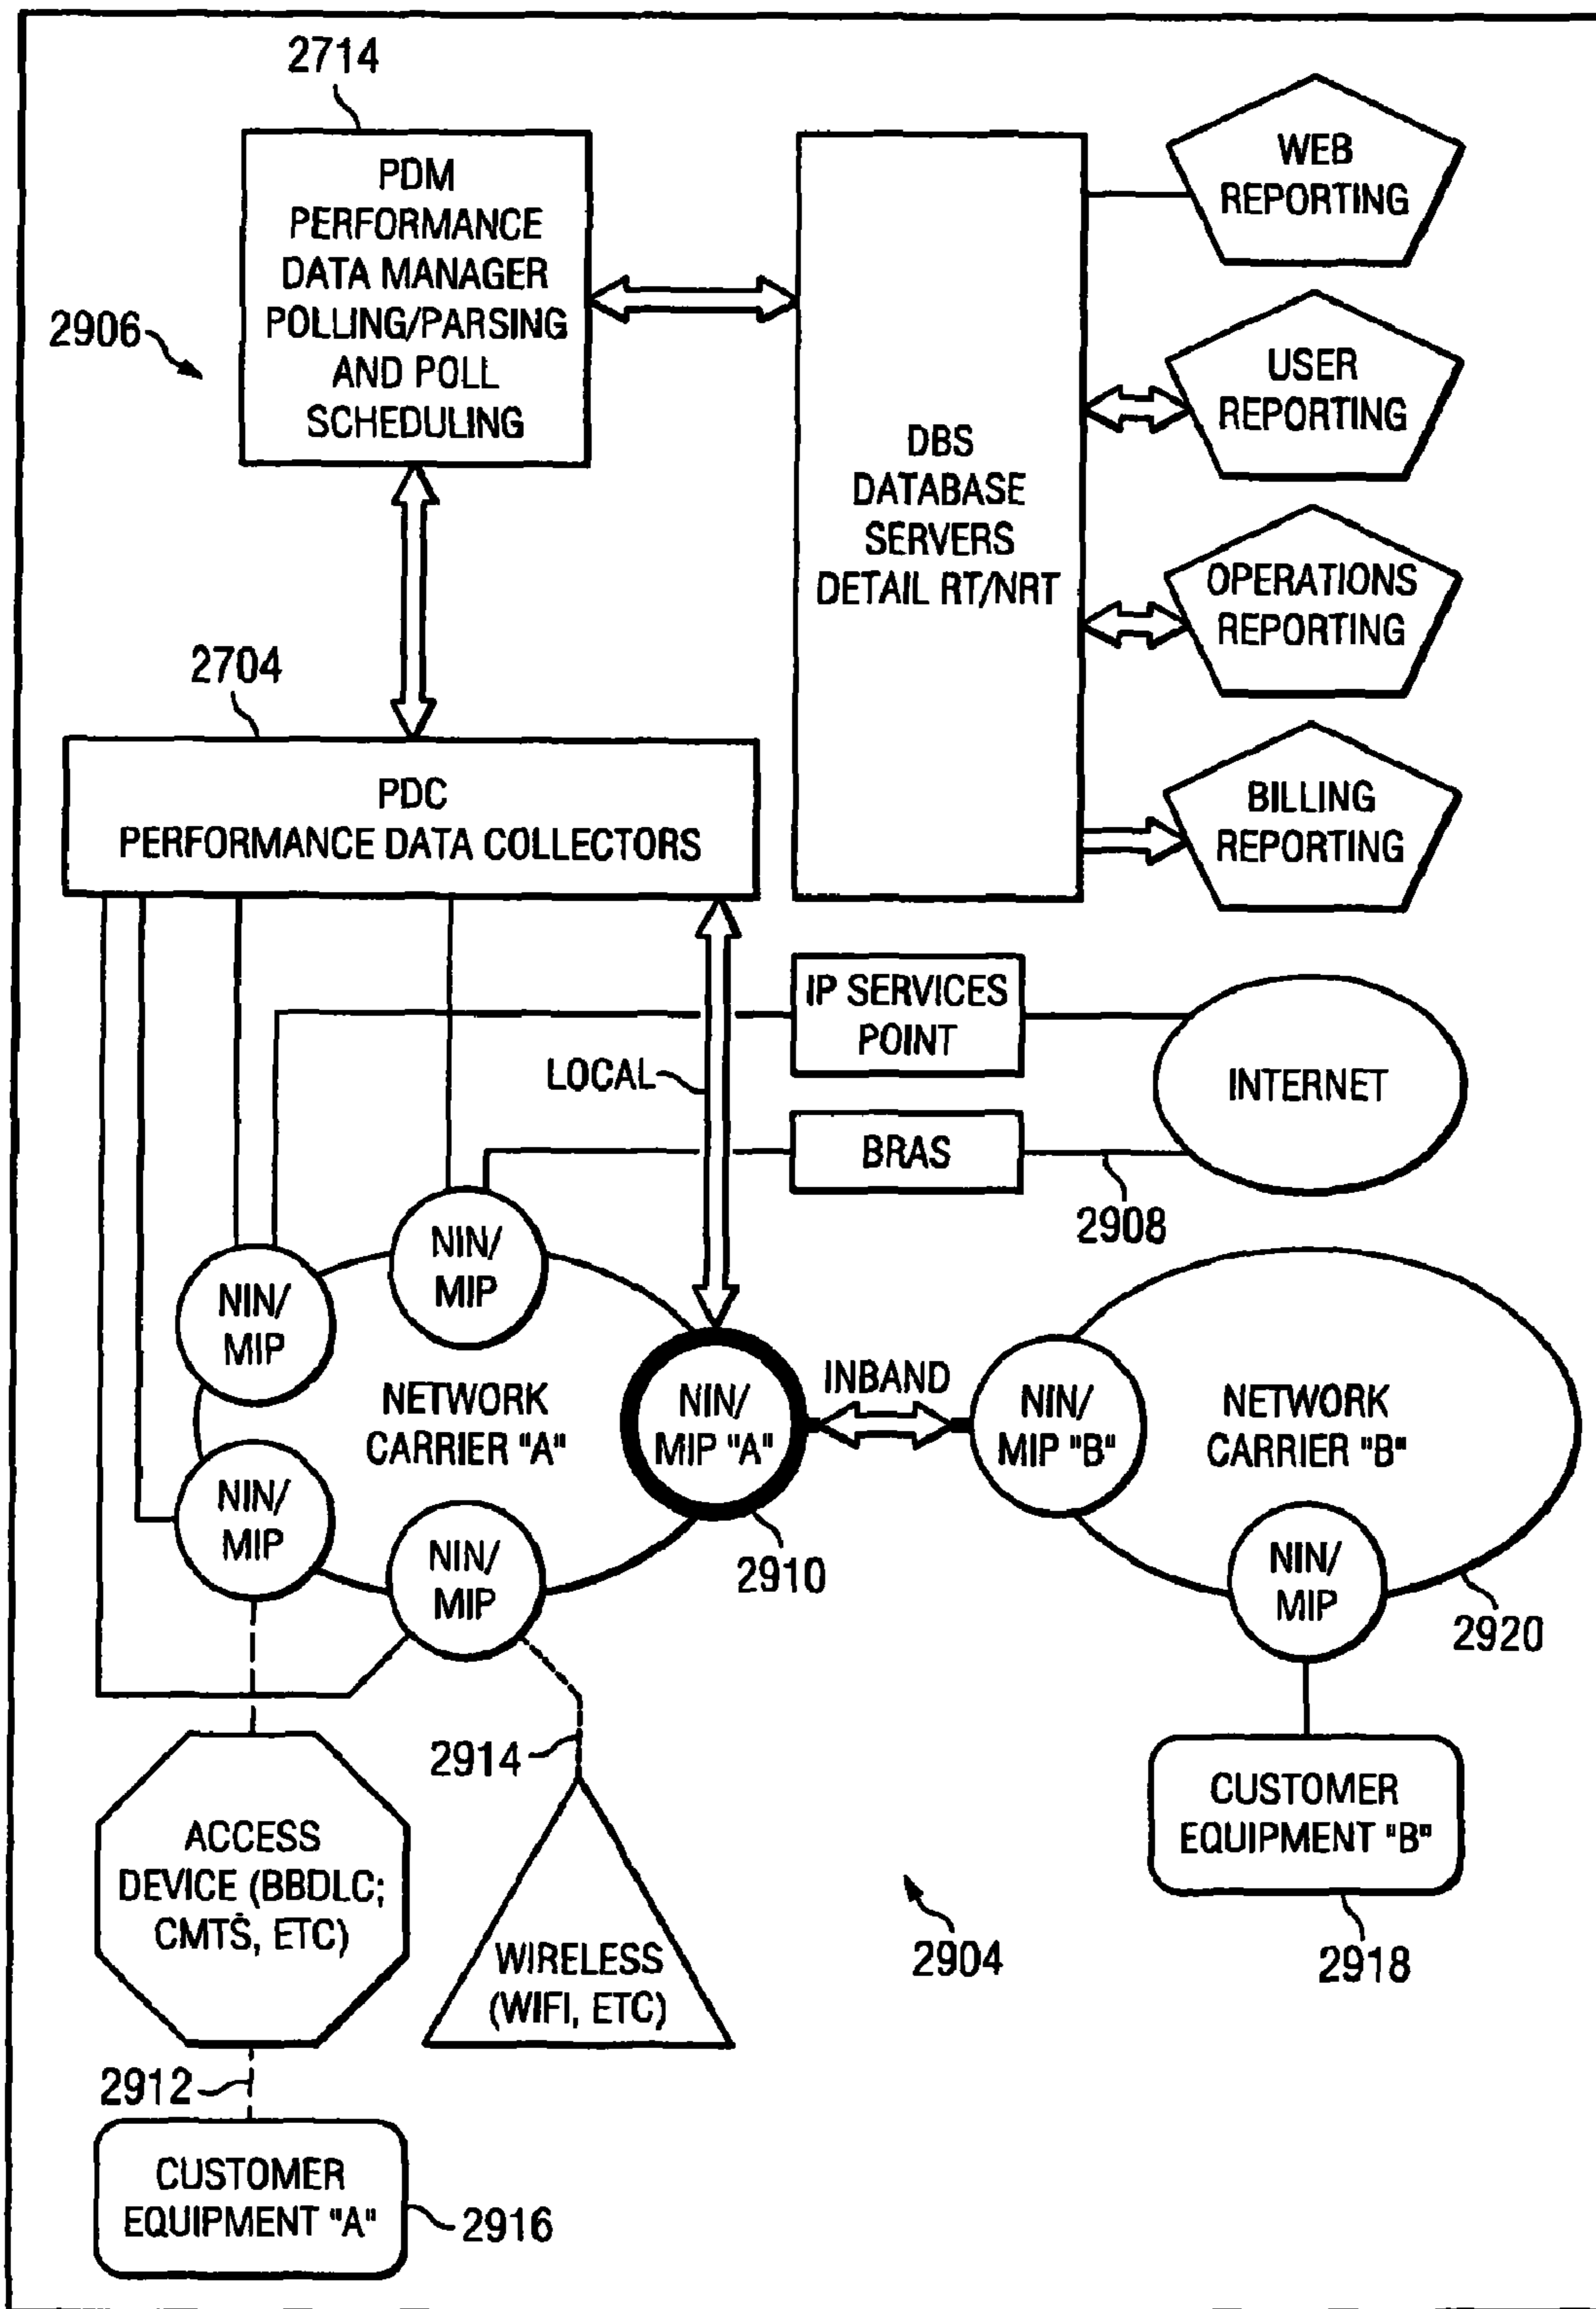 2714
PDM
PERFORMANCE
DATA MANAGER
POLLING/PARSING
AND POLL
SCHEDULING
2906
DBS
DATABASE
SERVERS
DETAIL RT/NRT
WEB
REPORTING
USER
REPORTING
OPERATIONS
REPORTING
BILLING
REPORTING
2704
PDC
PERFORMANCE DATA COLLECTORS
IP SERVICES
POINT
LOCAL
INTERNET
BRAS
2908
NIN/
MIP
NIN/
MIP
NETWORK
CARRIER "A"
NIN/
MIP "A"
INBAND
NIN/
MIP "B"
NETWORK
CARRIER "B"
NIN/
MIP
NIN/
MIP
2910
NIN/
MIP
2920
2914
ACCESS
DEVICE (BBDLC;
CMTS, ETC)
WIRELESS
(WIFI, ETC)
2904
CUSTOMER
EQUIPMENT "B"
2918
2912
CUSTOMER
EQUIPMENT "A"
2916